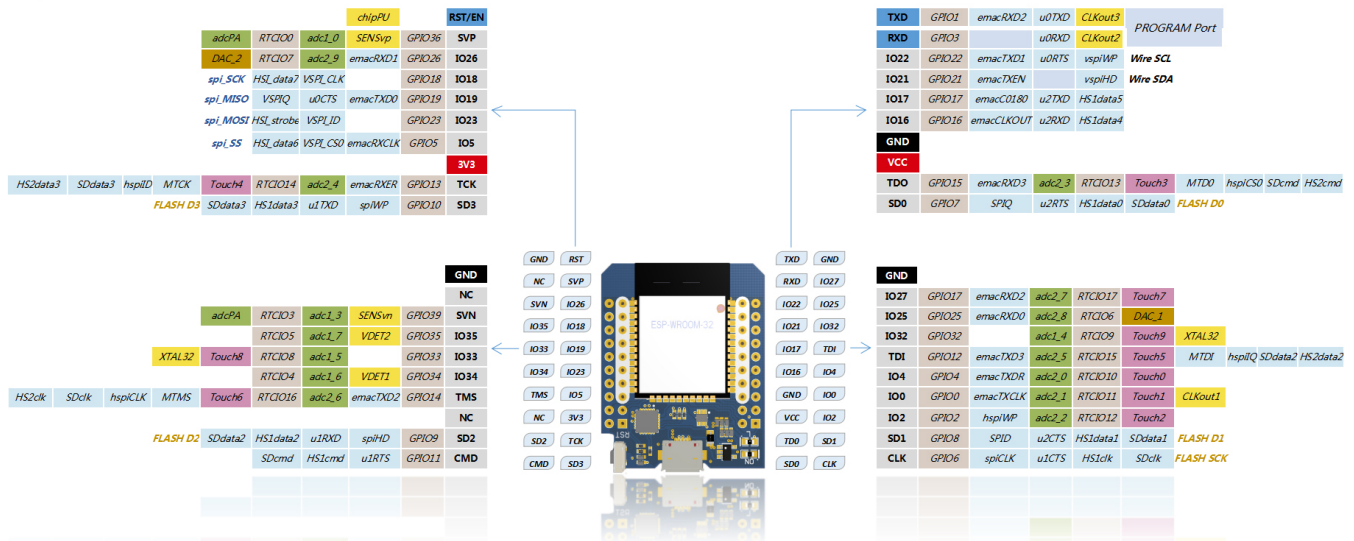 chipPU RST/EN
adcPA RTCIO0 adc1_0 SENSvp GPIO36 SVP
DAC_2 RTCIO7 adc2_9 emacRXD1 GPIO26 IO26
spi_SCK HSI_data7 VSPI_CLK GPIO18 IO18
spi_MISO VSPIQ u0CTS emacTXD0 GPIO19 IO19
spi_MOSI HSI_strobe VSPI_ID GPIO23 IO23
spi_SS HSI_data6 VSPI_CS0 emacRXCLK GPIO5 IO5
3V3
HS2data3 SDdata3 hspiID MTCK Touch4 RTCIO14 adc2_4 emacRXER GPIO13 TCK
FLASH D3 SDdata3 HS1data3 u1TXD spiWP GPIO10 SD3
GND
NC
adcPA RTCIO3 adc1_3 SENSvn GPIO39 SVN
RTCIO5 adc1_7 VDET2 GPIO35 IO35
XTAL32 Touch8 RTCIO8 adc1_5 GPIO33 IO33
RTCIO4 adc1_6 VDET1 GPIO34 IO34
HS2clk SDclk hspiCLK MTMS Touch6 RTCIO16 adc2_6 emacTXD2 GPIO14 TMS
NC
FLASH D2 SDdata2 HS1data2 u1RXD spiHD GPIO9 SD2
SDcmd HS1cmd u1RTS GPIO11 CMD
GND RST
NC SVP
SVN IO26
IO35 IO18
IO33 IO19
IO34 IO23
TMS IO5
NC 3V3
SD2 TCK
CMD SD3
ESP-WROOM-32
RST
ON
TXD GND
RXD IO27
IO22 IO25
IO21 IO32
IO17 TDI
IO16 IO4
GND IO0
VCC IO2
TD0 SD1
SD0 CLK
TXD GPIO1 emacRXD2 u0TXD CLKout3
PROGRAM Port
RXD GPIO3 u0RXD CLKout2
IO22 GPIO22 emacTXD1 u0RTS vspiWP Wire SCL
IO21 GPIO21 emacTXEN vspiHD Wire SDA
IO17 GPIO17 emacC0180 u2TXD HS1data5
IO16 GPIO16 emacCLKOUT u2RXD HS1data4
GND
VCC
TDO GPIO15 emacRXD3 adc2_3 RTCIO13 Touch3 MTD0 hspiCS0 SDcmd HS2cmd
SD0 GPIO7 SPIQ u2RTS HS1data0 SDdata0 FLASH D0
GND
IO27 GPIO17 emacRXD2 adc2_7 RTCIO17 Touch7
IO25 GPIO25 emacRXD0 adc2_8 RTCIO6 DAC_1
IO32 GPIO32 adc1_4 RTCIO9 Touch9 XTAL32
TDI GPIO12 emacTXD3 adc2_5 RTCIO15 Touch5 MTDI hspiIQ SDdata2 HS2data2
IO4 GPIO4 emacTXDR adc2_0 RTCIO10 Touch0
IO0 GPIO0 emacTXCLK adc2_1 RTCIO11 Touch1 CLKout1
IO2 GPIO2 hspiWP adc2_2 RTCIO12 Touch2
SD1 GPIO8 SPID u2CTS HS1data1 SDdata1 FLASH D1
CLK GPIO6 spiCLK u1CTS HS1clk SDclk FLASH SCK